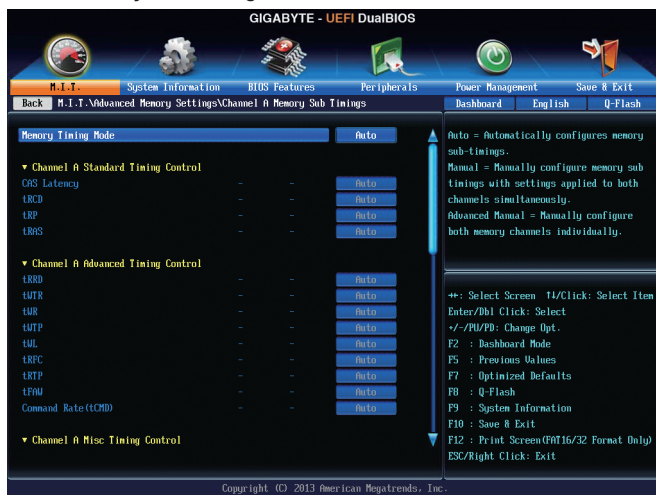 GIGABYTE - UEFI DualBIOS
M.I.T.
System Information
BIOS Features
Peripherals
Power Management
Save & Exit
Back
M.I.T.\Advanced Memory Settings\Channel A Memory Sub Timings
Dashboard
English
Q-Flash
Memory Timing Mode Auto
▼ Channel A Standard Timing Control
CAS Latency - - Auto
tRCD - - Auto
tRP - - Auto
tRAS - - Auto
▼ Channel A Advanced Timing Control
tRRD - - Auto
tWTR - - Auto
tWR - - Auto
tWTP - - Auto
tWL - - Auto
tRFC - - Auto
tRTP - - Auto
tFAW - - Auto
Command Rate(tCMD) - - Auto
▼ Channel A Misc Timing Control
Auto = Automatically configures memory
sub-timings.
Manual = Manually configure memory sub
timings with settings applied to both
channels simultaneously.
Advanced Manual = Manually configure
both memory channels individually.
→←: Select Screen ↑↓/Click: Select Item
Enter/Dbl Click: Select
+/-/PU/PD: Change Opt.
F2 : Dashboard Mode
F5 : Previous Values
F7 : Optimized Defaults
F8 : Q-Flash
F9 : System Information
F10 : Save & Exit
F12 : Print Screen(FAT16/32 Format Only)
ESC/Right Click: Exit
Copyright (C) 2013 American Megatrends, Inc.